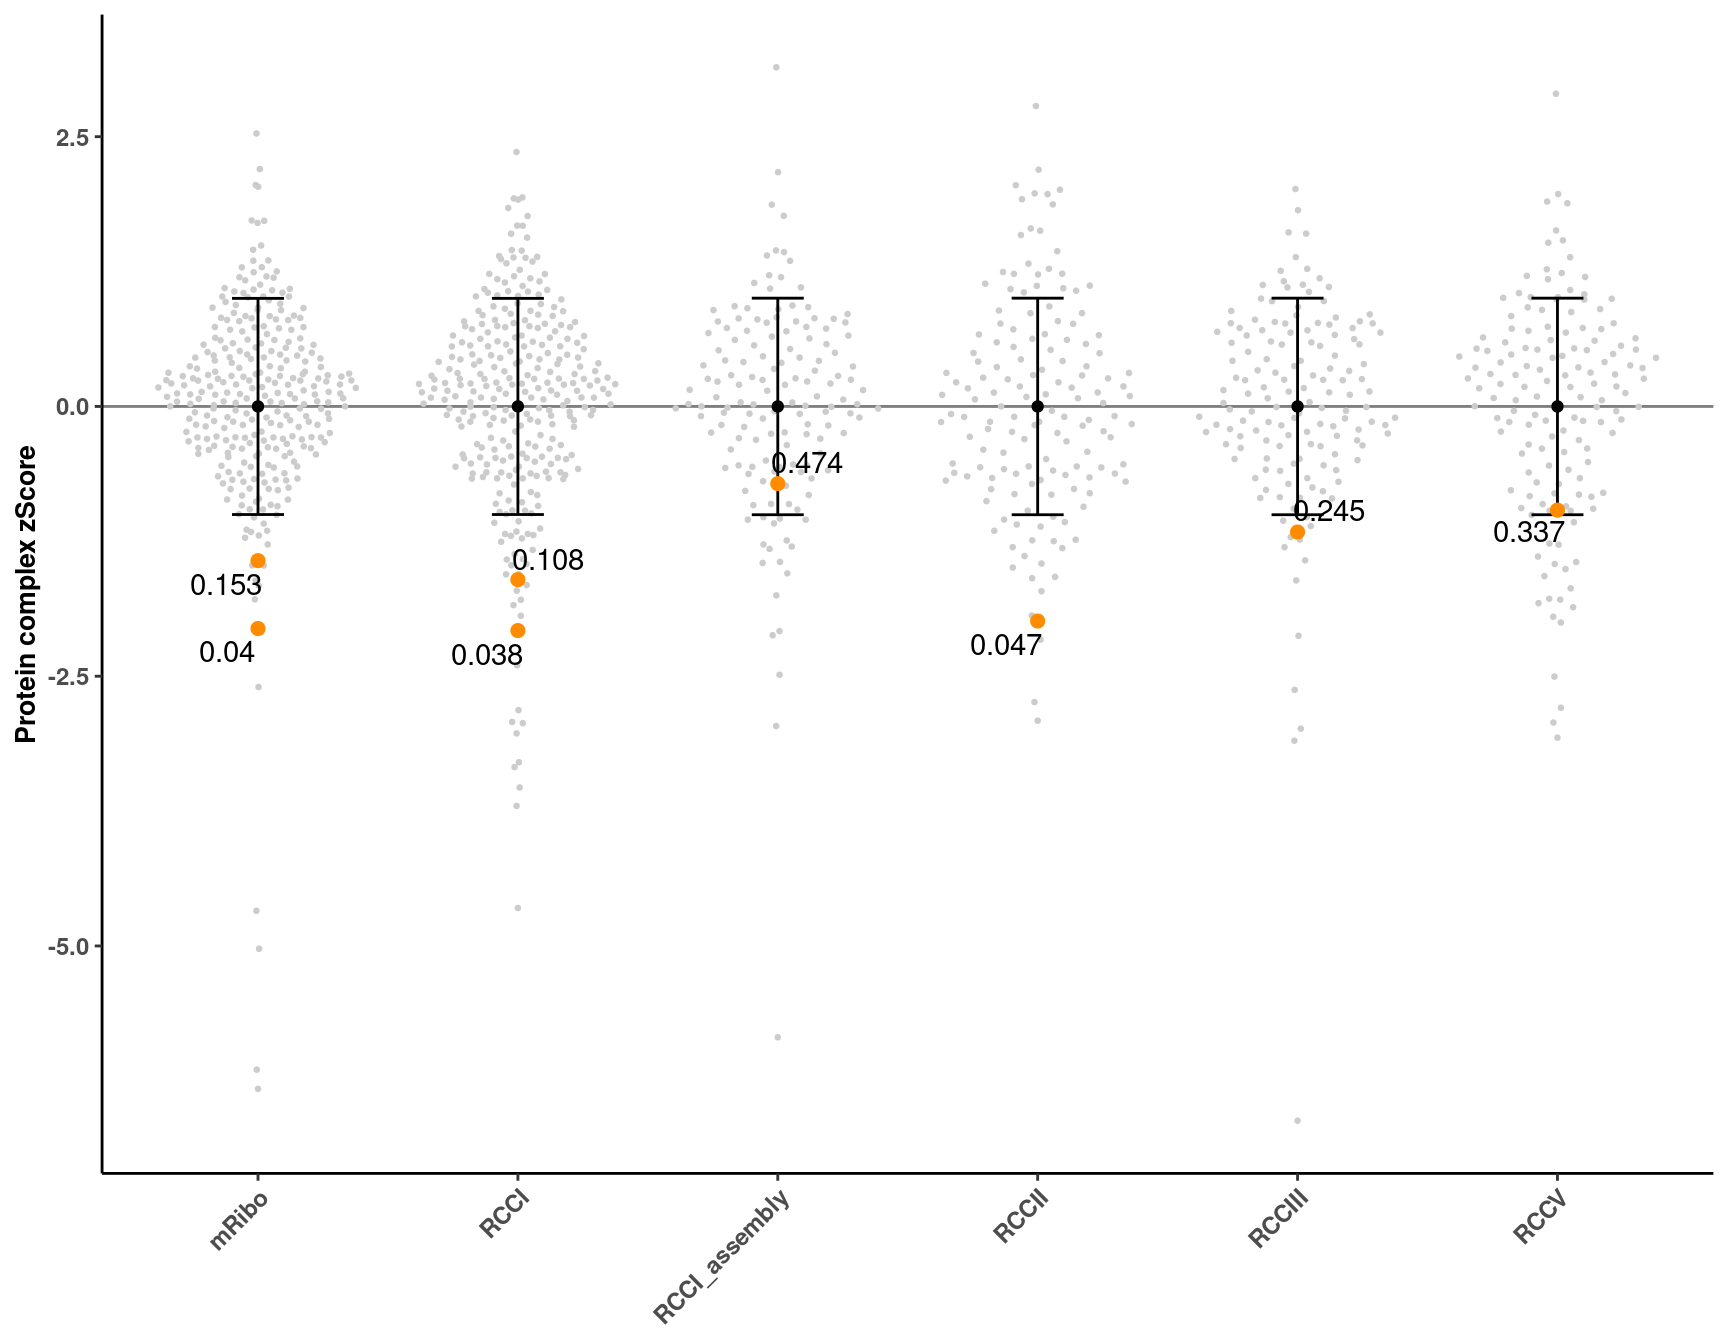 Protein complex zScore
2.5
0.0
-2.5
-5.0
0.474
0.245
0.337
0.108
0.153
0.04
0.038
0.047
mRibo
RCCI
RCCI_assembly
RCCII
RCCIII
RCCV